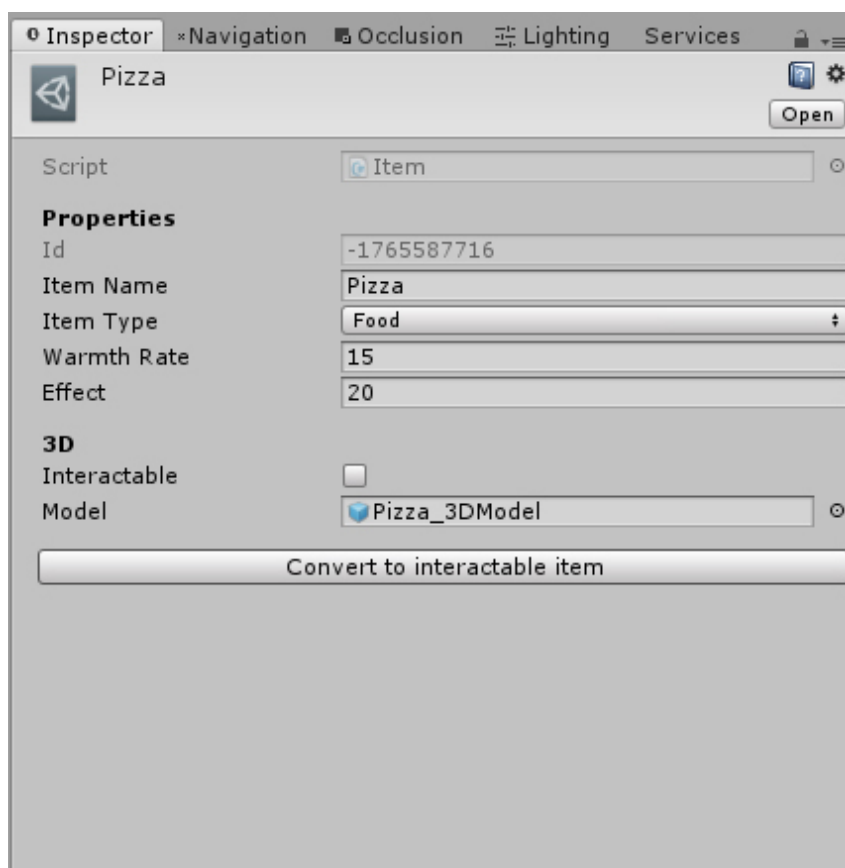 Inspector Navigation Occlusion Lighting Services
Pizza
Open
Script Item
Properties
Id -1765587716
Item Name Pizza
Item Type Food
Warmth Rate 15
Effect 20
3D
Interactable
Model Pizza_3DModel
Convert to interactable item